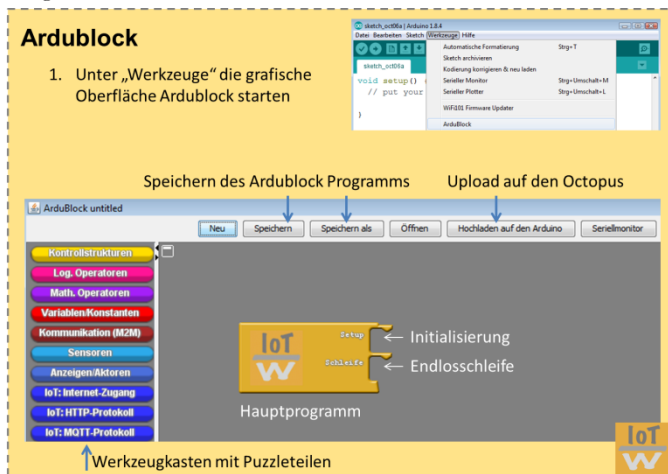 Ardublock
1. Unter „Werkzeuge“ die grafische
Oberfläche Ardublock starten
sketch_oct06a | Arduino 1.8.4
Datei Bearbeiten Sketch Werkzeuge Hilfe
Automatische Formatierung Strg+T
Sketch archivieren
Kodierung korrigieren & neu laden
Serieller Monitor Strg+Umschalt+M
Serieller Plotter Strg+Umschalt+L
WiFi101 Firmware Updater
ArduBlock
sketch_oct06a
void setup()
// put your
}
Speichern des Ardublock Programms
Upload auf den Octopus
ArduBlock untitled
Neu Speichern Speichern als Öffnen Hochladen auf den Arduino Seriellmonitor
Kontrollstrukturen
Log. Operatoren
Math. Operatoren
Variablen/Konstanten
Kommunikation (M2M)
Sensoren
Anzeigen/Aktoren
IoT: Internet-Zugang
IoT: HTTP-Protokoll
IoT: MQTT-Protokoll
IoT
W
Setup
Schleife
Initialisierung
Endlosschleife
Hauptprogramm
Werkzeugkasten mit Puzzleteilen
IoT
W